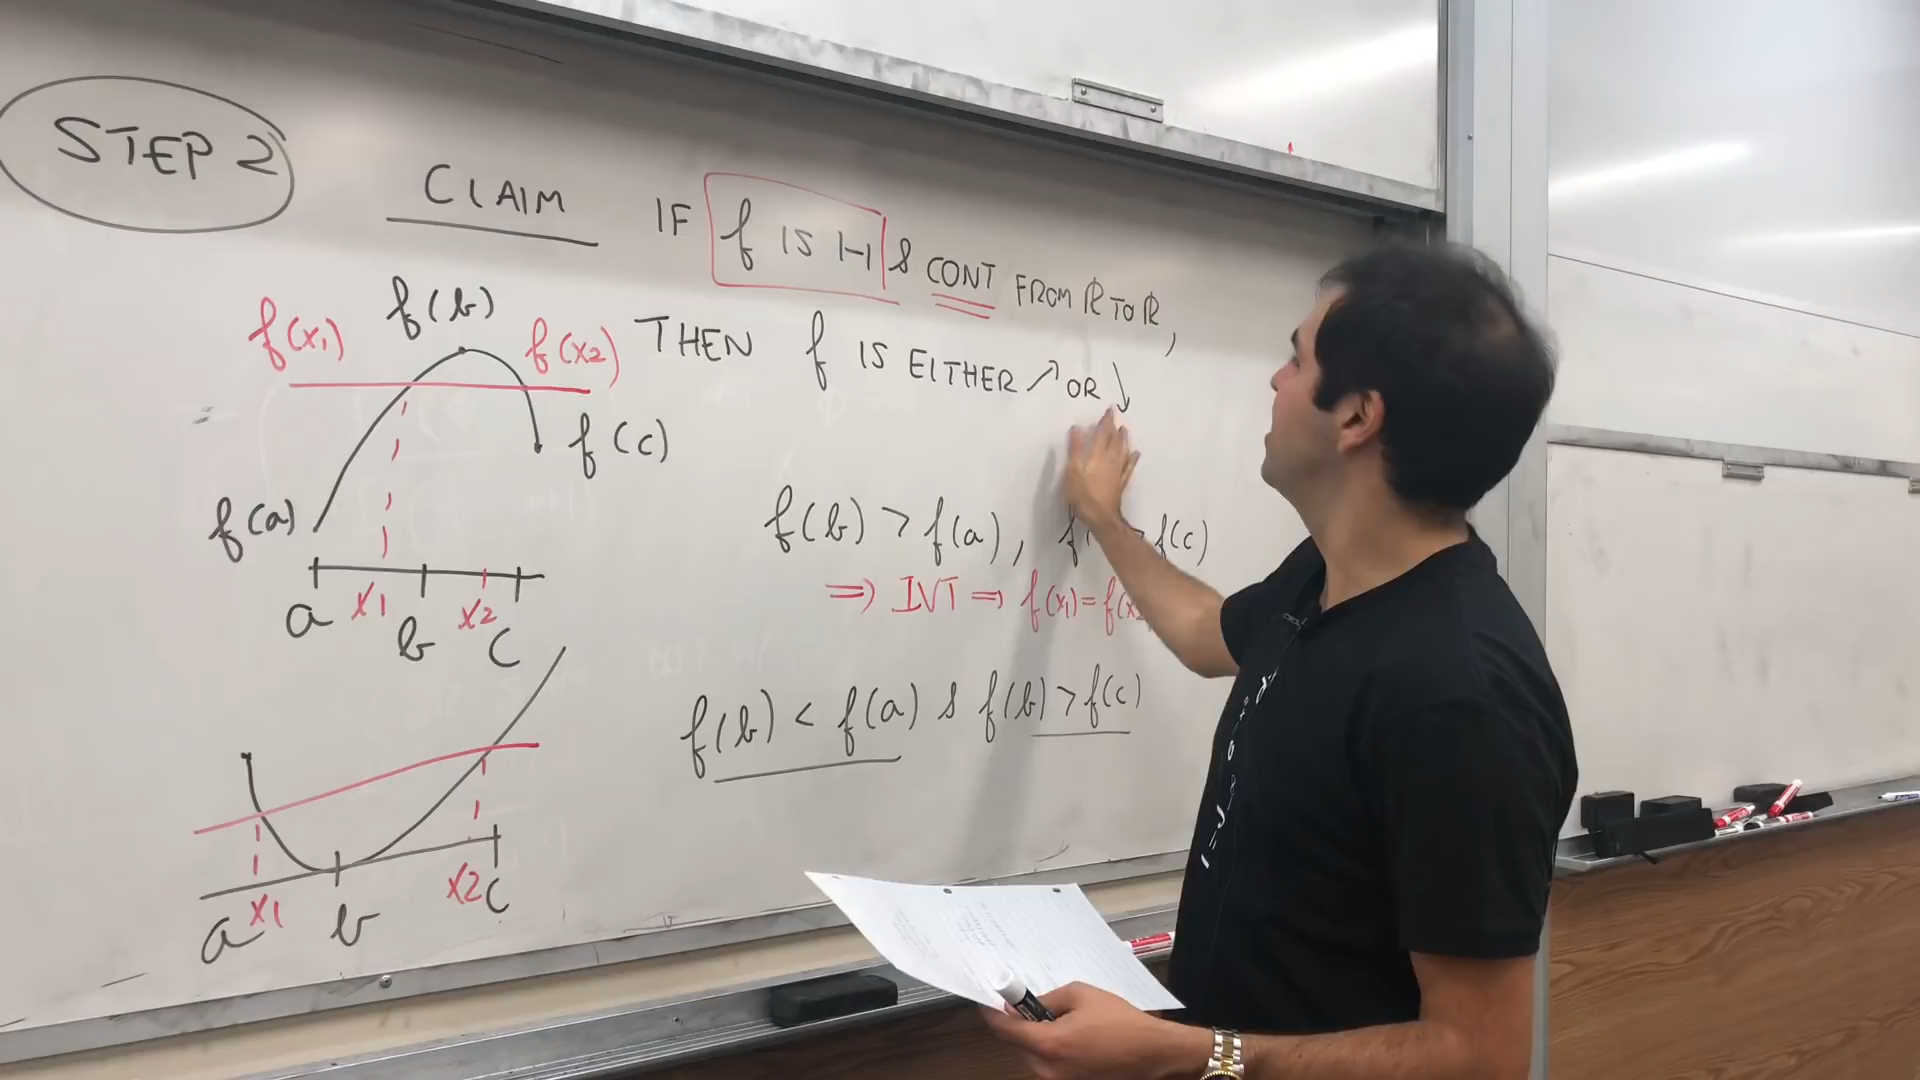 STEP 2
CLAIM IF f IS 1-1 & CONT FROM ℝ TO ℝ,
THEN f IS EITHER ↗ OR ↘
f(x1) f(b) f(x2)
f(c)
f(a)
a x1 b x2 c
f(b) > f(a), f > f(c)
⇒ IVT ⇒ f(x1) = f(x2
f(b) < f(a) & f(b) > f(c)
a x1 b x2 c